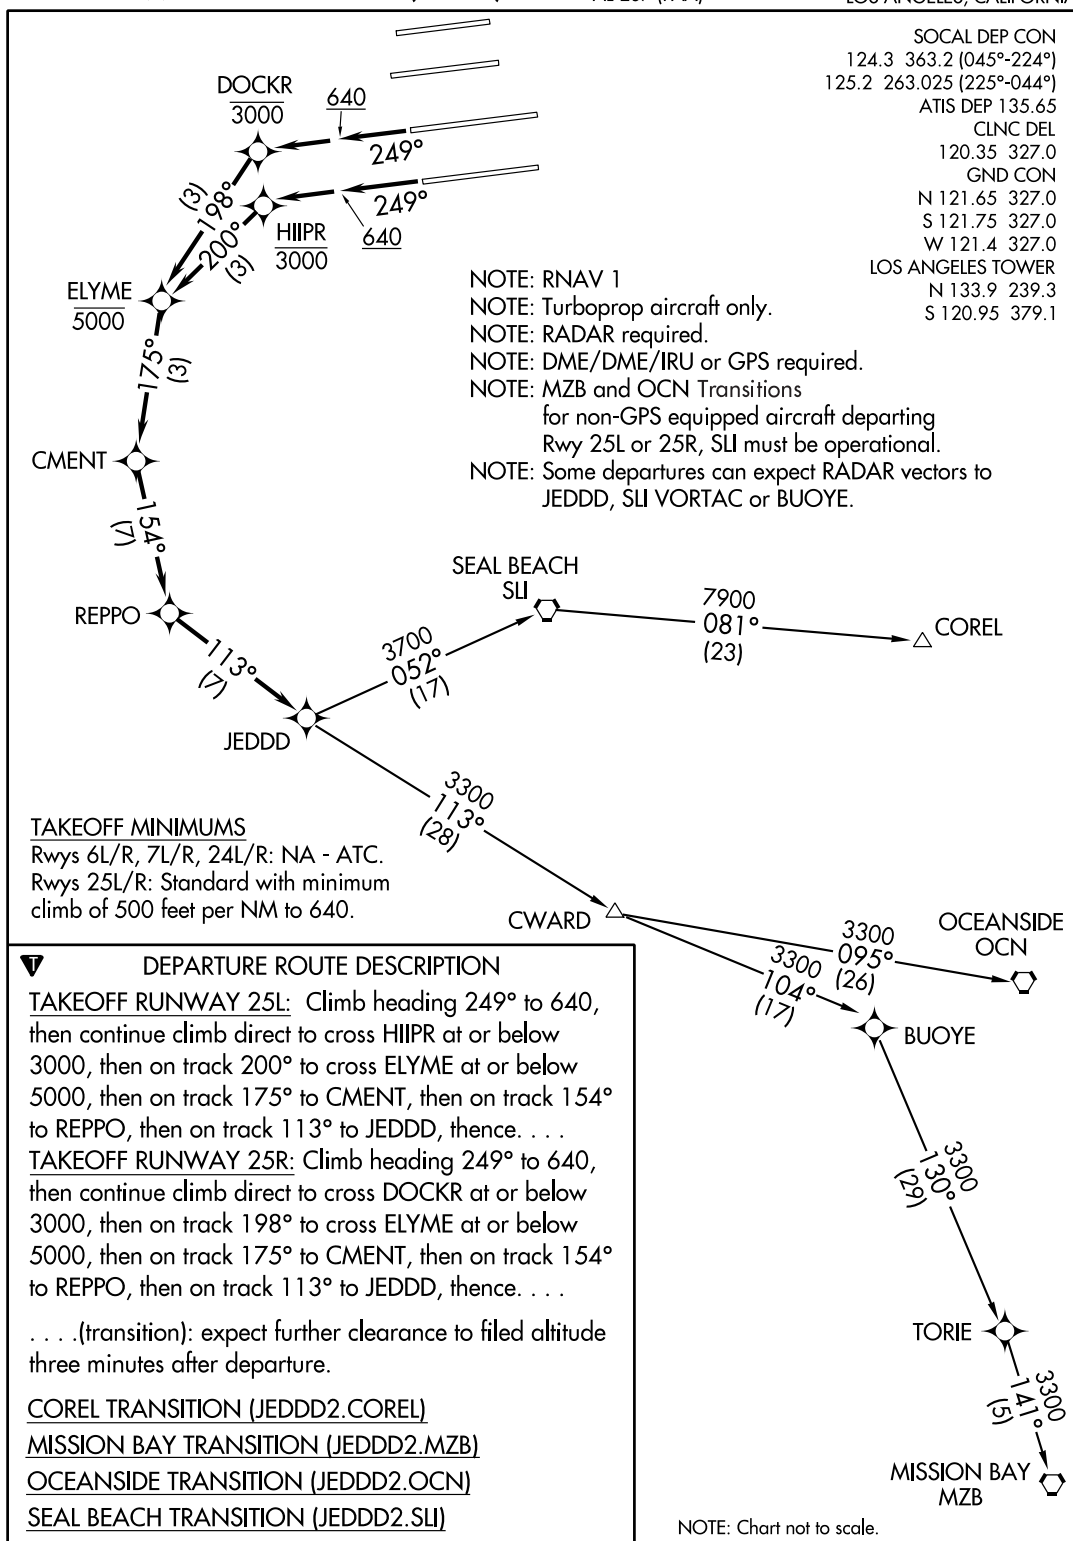 LOS ANGELES, CALIFORNIA
SOCAL DEP CON
124.3 363.2 (045°-224°)
125.2 263.025 (225°-044°)
ATIS DEP 135.65
CLNC DEL
120.35 327.0
GND CON
N 121.65 327.0
S 121.75 327.0
W 121.4 327.0
LOS ANGELES TOWER
N 133.9 239.3
S 120.95 379.1
DOCKR
3000
640
249°
(3)
198°
HIIPR
3000
249°
640
200°
(3)
ELYME
5000
175°
(3)
CMENT
154°
(7)
REPPO
113°
(7)
JEDDD
NOTE: RNAV 1
NOTE: Turboprop aircraft only.
NOTE: RADAR required.
NOTE: DME/DME/IRU or GPS required.
NOTE: MZB and OCN Transitions
for non-GPS equipped aircraft departing
Rwy 25L or 25R, SLI must be operational.
NOTE: Some departures can expect RADAR vectors to
JEDDD, SLI VORTAC or BUOYE.
SEAL BEACH
SLI
3700
052°
(17)
7900
081°
(23)
COREL
3300
113°
(28)
CWARD
3300
095°
(26)
OCEANSIDE
OCN
3300
104°
(17)
BUOYE
3300
130°
(29)
TORIE
3300
141°
(5)
MISSION BAY
MZB
NOTE: Chart not to scale.
TAKEOFF MINIMUMS
Rwys 6L/R, 7L/R, 24L/R: NA - ATC.
Rwys 25L/R: Standard with minimum
climb of 500 feet per NM to 640.
T
DEPARTURE ROUTE DESCRIPTION
TAKEOFF RUNWAY 25L: Climb heading 249° to 640,
then continue climb direct to cross HIIPR at or below
3000, then on track 200° to cross ELYME at or below
5000, then on track 175° to CMENT, then on track 154°
to REPPO, then on track 113° to JEDDD, thence. . . .
TAKEOFF RUNWAY 25R: Climb heading 249° to 640,
then continue climb direct to cross DOCKR at or below
3000, then on track 198° to cross ELYME at or below
5000, then on track 175° to CMENT, then on track 154°
to REPPO, then on track 113° to JEDDD, thence. . . .
. . . .(transition): expect further clearance to filed altitude
three minutes after departure.
COREL TRANSITION (JEDDD2.COREL)
MISSION BAY TRANSITION (JEDDD2.MZB)
OCEANSIDE TRANSITION (JEDDD2.OCN)
SEAL BEACH TRANSITION (JEDDD2.SLI)